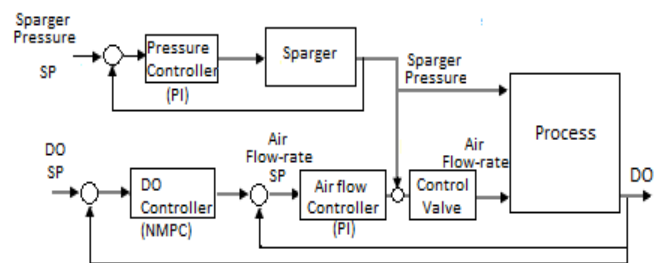 Sparger
Pressure
SP
Pressure
Controller
(PI)
Sparger
Sparger
Pressure
Process
DO
SP
DO
Controller
(NMPC)
Air
Flow-rate
SP
Air flow
Controller
(PI)
Control
Valve
Air
Flow-rate
DO